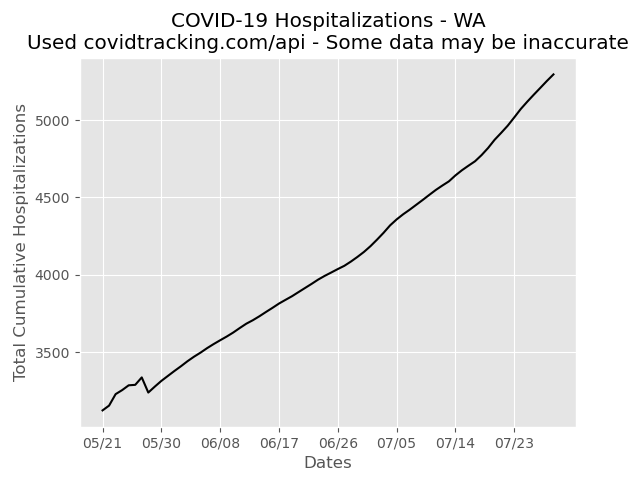 COVID-19 Hospitalizations - WA
Used covidtracking.com/api - Some data may be inaccurate
Total Cumulative Hospitalizations
5000
4500
4000
3500
05/21 05/30 06/08 06/17 06/26 07/05 07/14 07/23
Dates